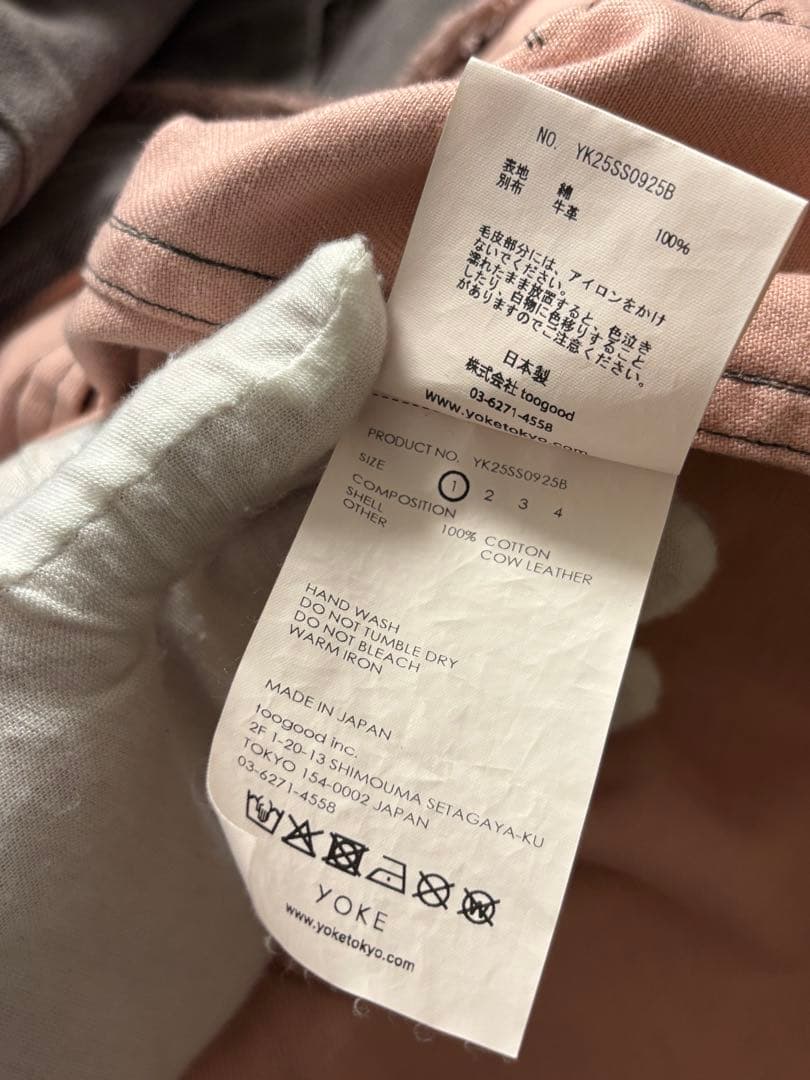 NO. YK25SS0925B
表地 綿 100%
別布 牛革
毛皮部分には、アイロンをかけ
ないでください。
濡れたまま放置すると、色泣き
したり、白物に色移りすること
がありますのでご注意ください。
日本製
株式会社 toogood
03-6271-4558
www.yoketokyo.com
PRODUCT NO. YK25SS0925B
SIZE 1 2 3 4
COMPOSITION
SHELL 100% COTTON
OTHER COW LEATHER
HAND WASH
DO NOT TUMBLE DRY
DO NOT BLEACH
WARM IRON
MADE IN JAPAN
toogood inc.
2F 1-20-13 SHIMOUMA SETAGAYA-KU
TOKYO 154-0002 JAPAN
03-6271-4558
W
YOKE
www.yoketokyo.com